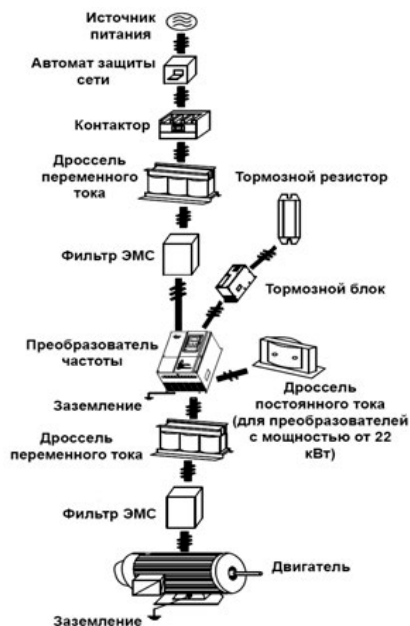 Источник
питания
Автомат защиты
сети
Контактор
Дроссель
переменного
тока
Тормозной резистор
Фильтр ЭМС
Тормозной блок
Преобразователь
частоты
Заземление
Дроссель
постоянного тока
(для преобразователей
с мощностью от 22
кВт)
Дроссель
переменного тока
Фильтр ЭМС
Двигатель
Заземление